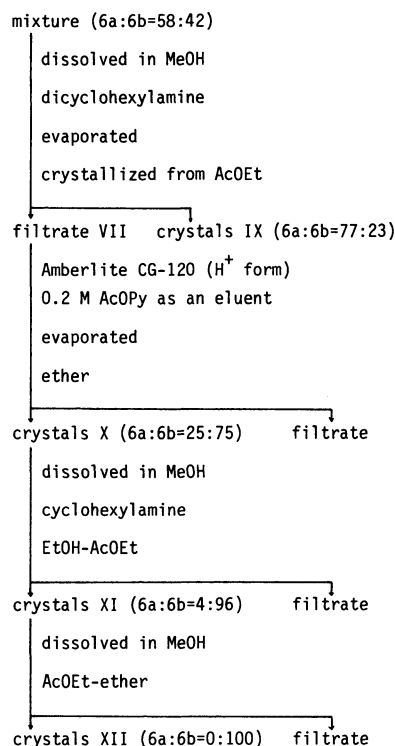 mixture (6a:6b=58:42)
dissolved in MeOH
dicyclohexylamine
evaporated
crystallized from AcOEt
filtrate VII crystals IX (6a:6b=77:23)
Amberlite CG-120 (H+ form)
0.2 M AcOPy as an eluent
evaporated
ether
crystals X (6a:6b=25:75) filtrate
dissolved in MeOH
cyclohexylamine
EtOH-AcOEt
crystals XI (6a:6b=4:96) filtrate
dissolved in MeOH
AcOEt-ether
crystals XII (6a:6b=0:100) filtrate